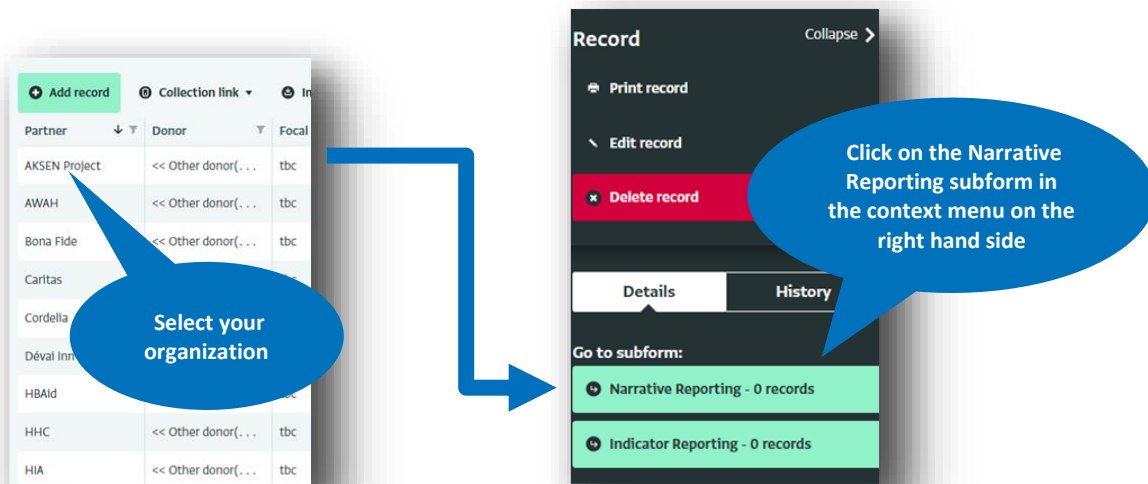 Add record Collection link In
Partner Donor Focal
AKSEN Project << Other donor(... tbc
AWAH << Other donor(... tbc
Bona Fide << Other donor(... tbc
Caritas
Cordelia
Select your
organization
Dévai Inn
HBAid
HHC << Other donor(... tbc
HIA << Other donor(... tbc
Record Collapse
Print record
Edit record
Delete record
Click on the Narrative
Reporting subform in
the context menu on the
right hand side
Details History
Go to subform:
Narrative Reporting - 0 records
Indicator Reporting - 0 records